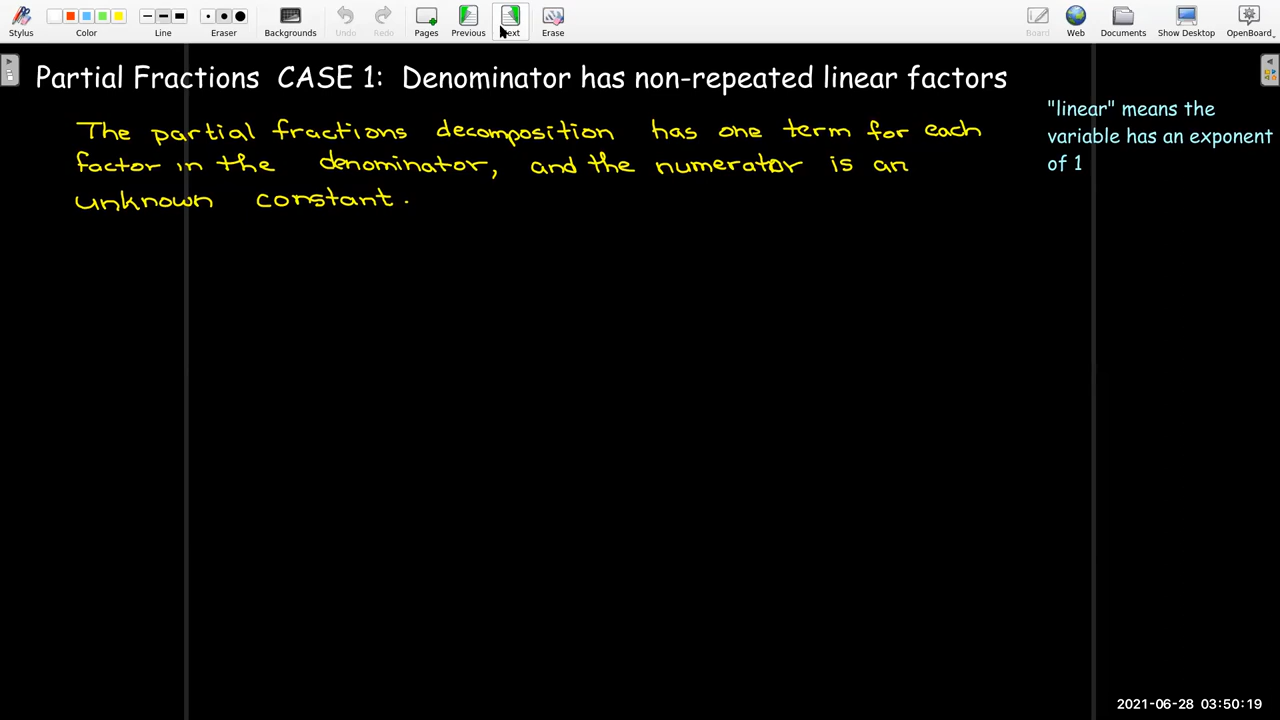 Stylus
Color
Line
Eraser
Backgrounds
Undo
Redo
Pages
Previous
Erase
Board
Web
Documents
Show Desktop
OpenBoard
Partial Fractions CASE 1: Denominator has non-repeated linear factors
"linear" means the
variable has an exponent
of 1
The partial fractions decomposition has one term for each
factor in the denominator, and the numerator is an
unknown constant.
2021-06-28 03:50:19